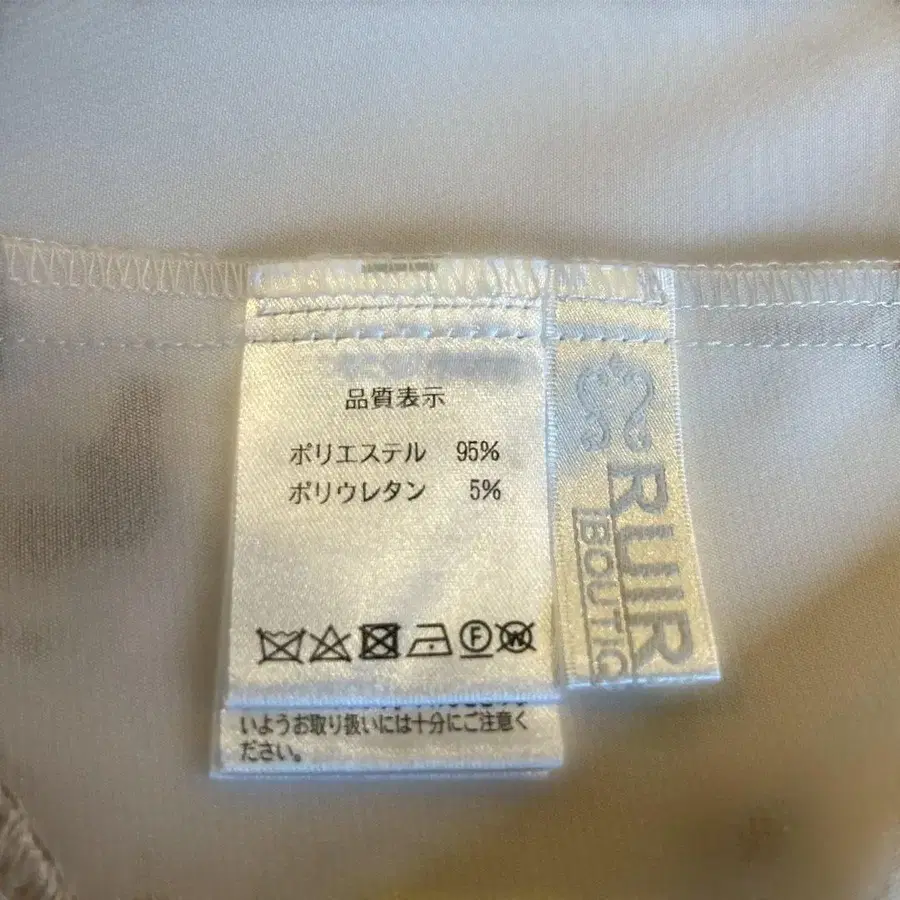 品質表示
ポリエステル 95%
ポリウレタン 5%
F
W
いようお取り扱いには十分にご注意く
ださい。
RUIR
BOUTIQ